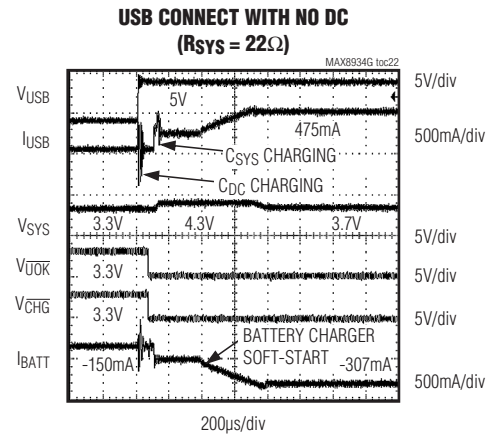 USB CONNECT WITH NO DC
(RSYS = 22Ω)
MAX8934G toc22
VUSB
5V
5V/div
IUSB
475mA
500mA/div
CSYS CHARGING
CDC CHARGING
VSYS
3.3V
4.3V
3.7V
5V/div
VUOK
3.3V
5V/div
VCHG
3.3V
5V/div
BATTERY CHARGER
SOFT-START
IBATT
-150mA
-307mA
500mA/div
200µs/div